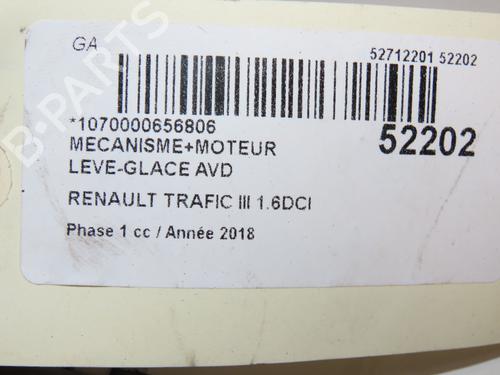 GA
52712201 52202
*1070000656806
52202
MECANISME+MOTEUR
LEVE-GLACE AVD
RENAULT TRAFIC III 1.6DCI
Phase 1 cc / Année 2018
B-PARTS